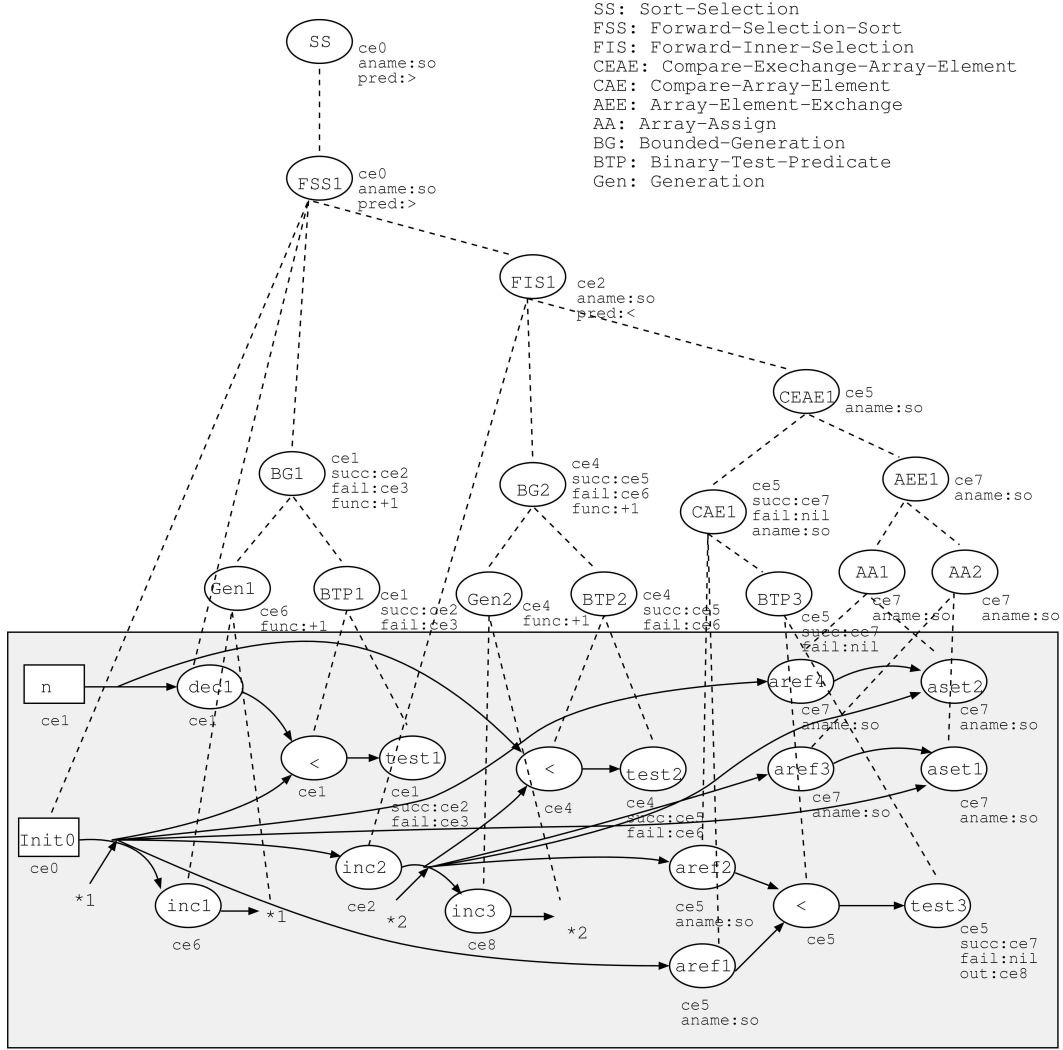 SS: Sort-Selection
FSS: Forward-Selection-Sort
FIS: Forward-Inner-Selection
CEAE: Compare-Exechange-Array-Element
CAE: Compare-Array-Element
AEE: Array-Element-Exchange
AA: Array-Assign
BG: Bounded-Generation
BTP: Binary-Test-Predicate
Gen: Generation
SS
ce0
aname:so
pred:>
FSS1
ce0
aname:so
pred:>
FIS1
ce2
aname:so
pred:<
CEAE1
ce5
aname:so
BG1
ce1
succ:ce2
fail:ce3
func:+1
BG2
ce4
succ:ce5
fail:ce6
func:+1
CAE1
ce5
succ:ce7
fail:nil
aname:so
AEE1
ce7
aname:so
Gen1
ce6
func:+1
BTP1
ce1
succ:ce2
fail:ce3
Gen2
ce4
func:+1
BTP2
ce4
succ:ce5
fail:ce6
BTP3
ce5
succ:ce7
fail:nil
AA1
ce7
aname:so
AA2
ce7
aname:so
n
ce1
dec1
ce1
aref4
ce7
aname:so
aset2
ce7
aname:so
<
ce1
test1
ce1
succ:ce2
fail:ce3
<
ce4
test2
ce4
succ:ce5
fail:ce6
aref3
ce7
aname:so
aset1
ce7
aname:so
Init0
ce0
*1
inc1
ce6
*1
inc2
ce2
*2
inc3
ce8
*2
aref2
ce5
aname:so
<
ce5
test3
ce5
succ:ce7
fail:nil
out:ce8
aref1
ce5
aname:so